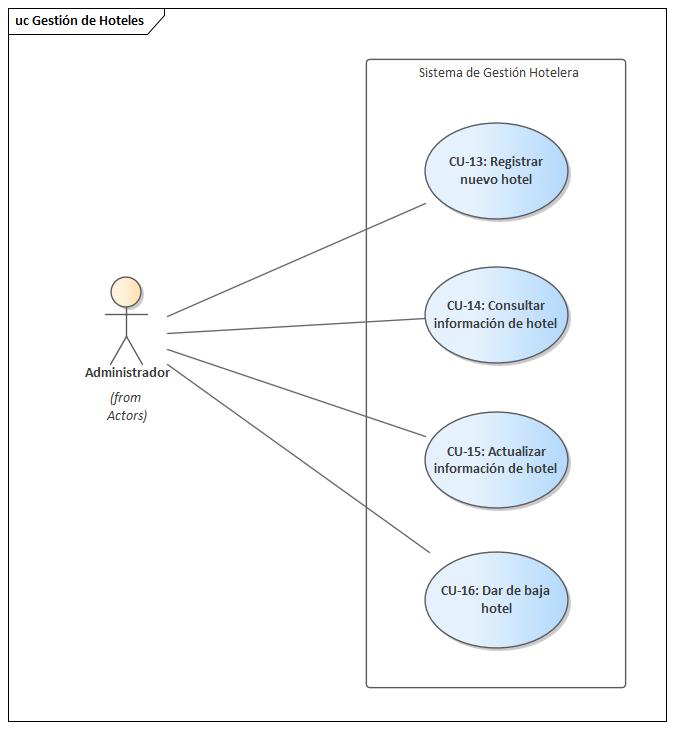 uc Gestión de Hoteles
Sistema de Gestión Hotelera
CU-13: Registrar
nuevo hotel
CU-14: Consultar
información de hotel
Administrador
(from
Actors)
CU-15: Actualizar
información de hotel
CU-16: Dar de baja
hotel